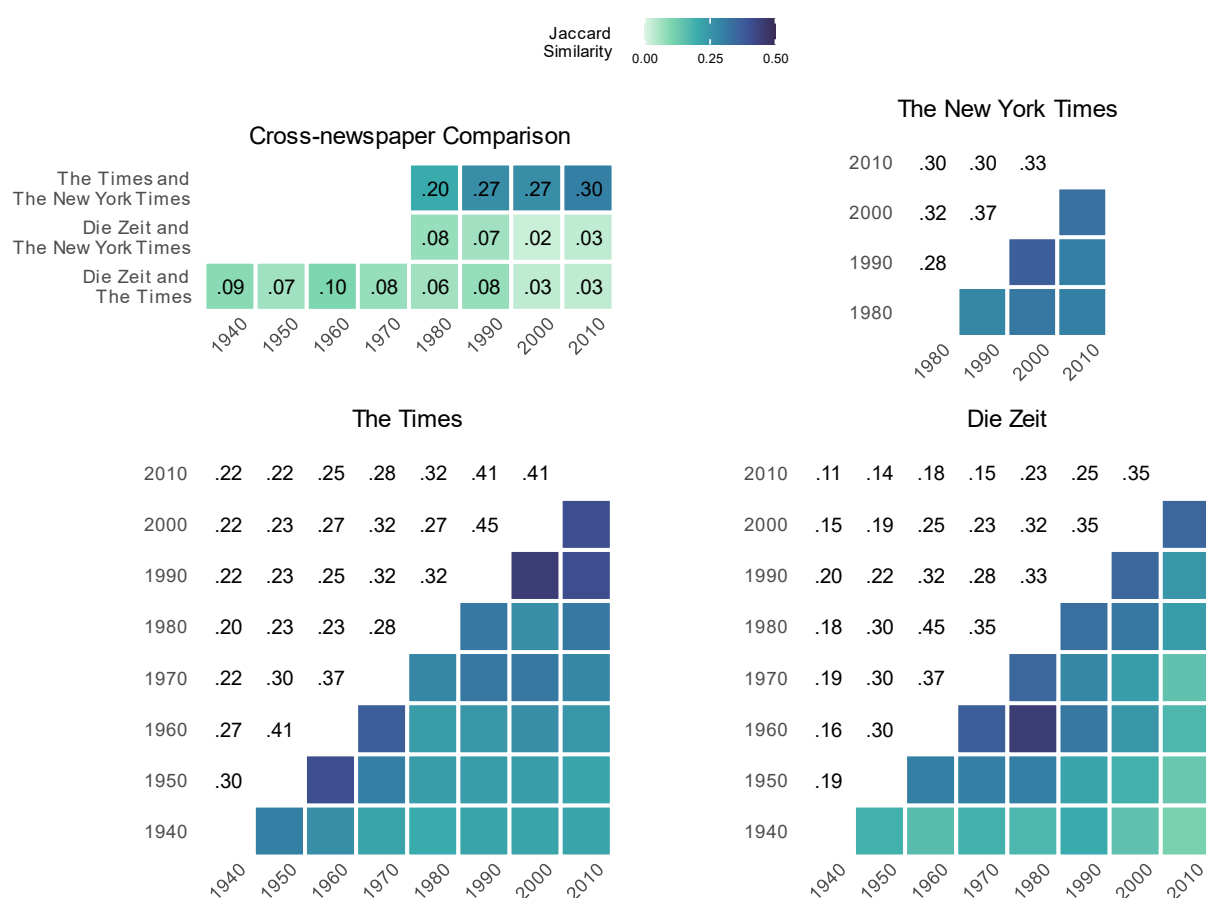 Jaccard
Similarity
0.00 0.25 0.50
Cross-newspaper Comparison
The Times and
The New York Times
.20 .27 .27 .30
Die Zeit and
The New York Times
.08 .07 .02 .03
Die Zeit and
The Times
.09 .07 .10 .08 .06 .08 .03 .03
1940 1950 1960 1970 1980 1990 2000 2010
The New York Times
2010 .30 .30 .33
2000 .32 .37
1990 .28
1980
1980 1990 2000 2010
The Times
2010 .22 .22 .25 .28 .32 .41 .41
2000 .22 .23 .27 .32 .27 .45
1990 .22 .23 .25 .32 .32
1980 .20 .23 .23 .28
1970 .22 .30 .37
1960 .27 .41
1950 .30
1940
1940 1950 1960 1970 1980 1990 2000 2010
Die Zeit
2010 .11 .14 .18 .15 .23 .25 .35
2000 .15 .19 .25 .23 .32 .35
1990 .20 .22 .32 .28 .33
1980 .18 .30 .45 .35
1970 .19 .30 .37
1960 .16 .30
1950 .19
1940
1940 1950 1960 1970 1980 1990 2000 2010